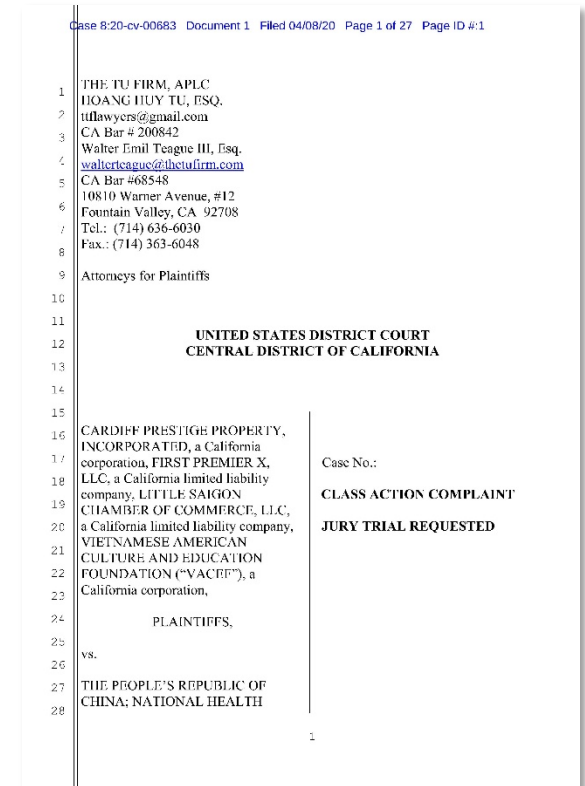 Case 8:20-cv-00683 Document 1 Filed 04/08/20 Page 1 of 27 Page ID #:1
1 THE TU FIRM, APLC
HOANG HUY TU, ESQ.
2 ttflawyers@gmail.com
3 CA Bar # 200842
Walter Emil Teague III, Esq.
4 walterteague@thetufirm.com
5 CA Bar #68548
10810 Warner Avenue, #12
6 Fountain Valley, CA 92708
7 Tel.: (714) 636-6030
8 Fax.: (714) 363-6048
9 Attorneys for Plaintiffs
10
11
12 UNITED STATES DISTRICT COURT
CENTRAL DISTRICT OF CALIFORNIA
13
14
15
16 CARDIFF PRESTIGE PROPERTY,
INCORPORATED, a California
17 corporation, FIRST PREMIER X,
18 LLC, a California limited liability
company, LITTLE SAIGON
19 CHAMBER OF COMMERCE, LLC,
20 a California limited liability company,
VIETNAMESE AMERICAN
21 CULTURE AND EDUCATION
22 FOUNDATION (“VACEF”), a
23 California corporation,
24 PLAINTIFFS,
25
vs.
26
27 THE PEOPLE’S REPUBLIC OF
28 CHINA; NATIONAL HEALTH
Case No.:
CLASS ACTION COMPLAINT
JURY TRIAL REQUESTED
1